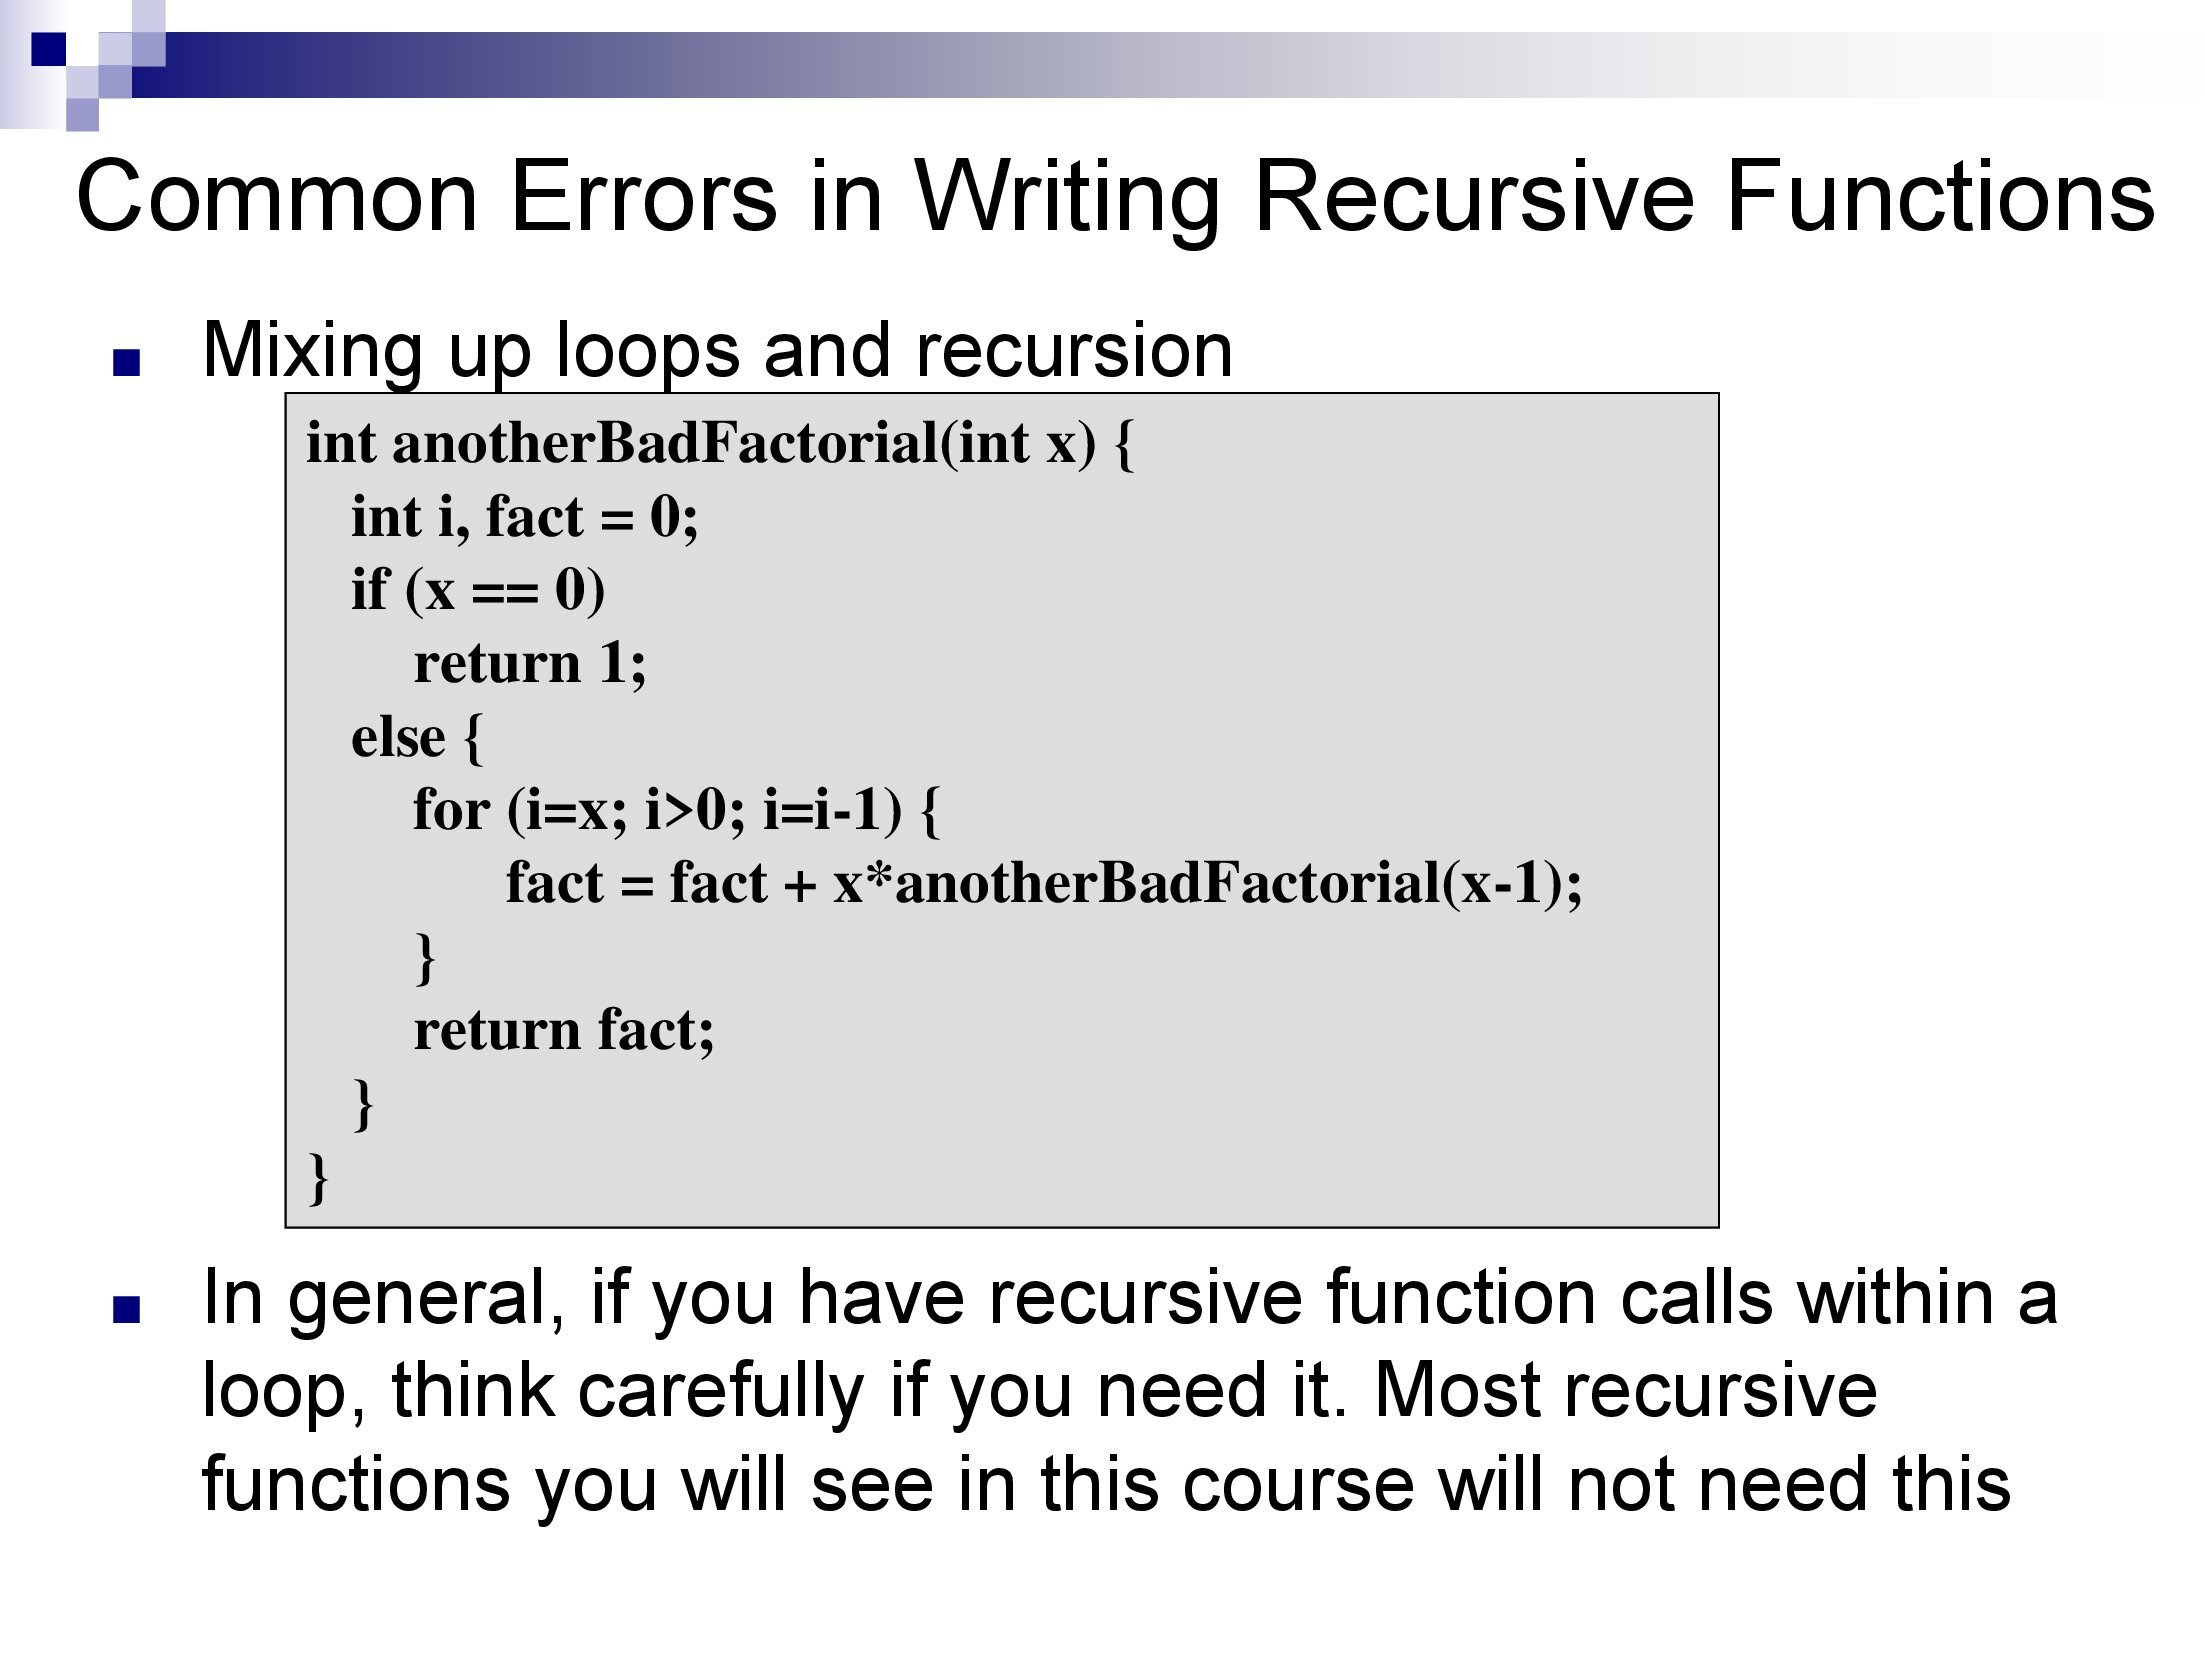 Common Errors in Writing Recursive Functions
Mixing up loops and recursion
int anotherBadFactorial(int x) {
int i, fact = 0;
if (x == 0)
return 1;
else {
for (i=x; i>0; i=i-1) {
fact = fact + x*anotherBadFactorial(x-1);
}
return fact;
}
}
In general, if you have recursive function calls within a
loop, think carefully if you need it. Most recursive
functions you will see in this course will not need this